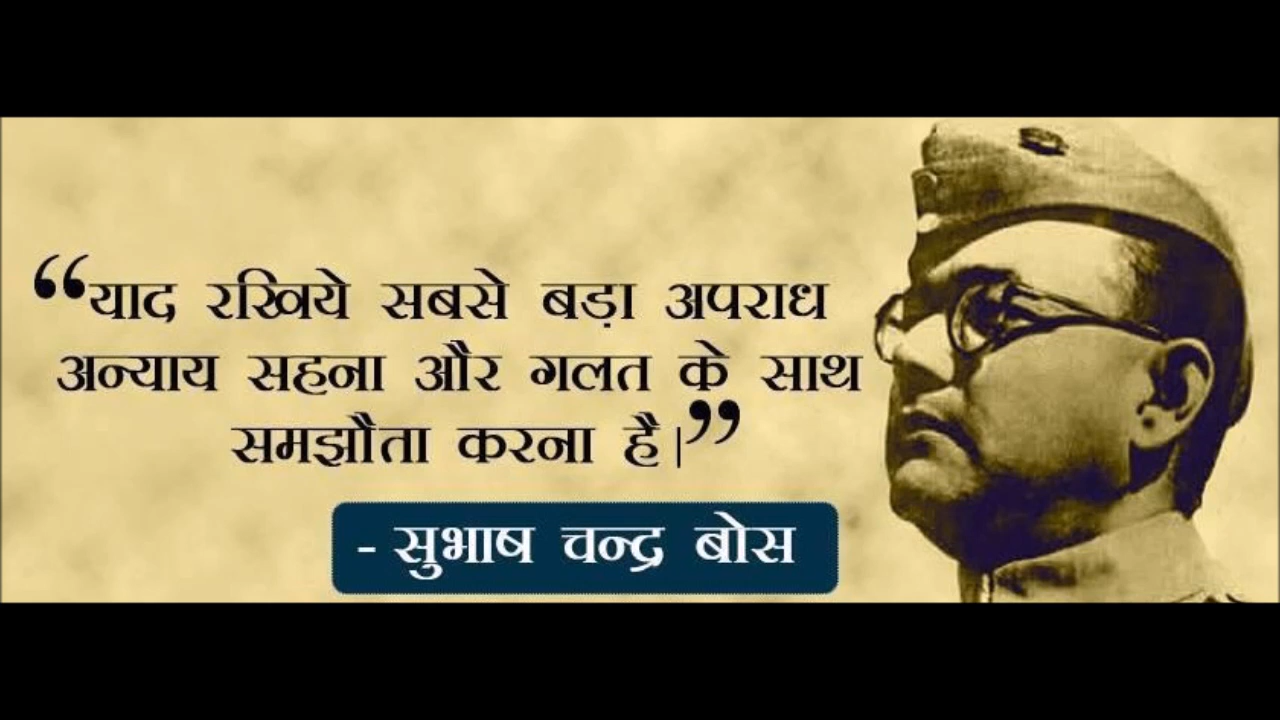 “याद रखिये सबसे बड़ा अपराध
अन्याय सहना और गलत के साथ
समझौता करना है।”
- सुभाष चन्द्र बोस